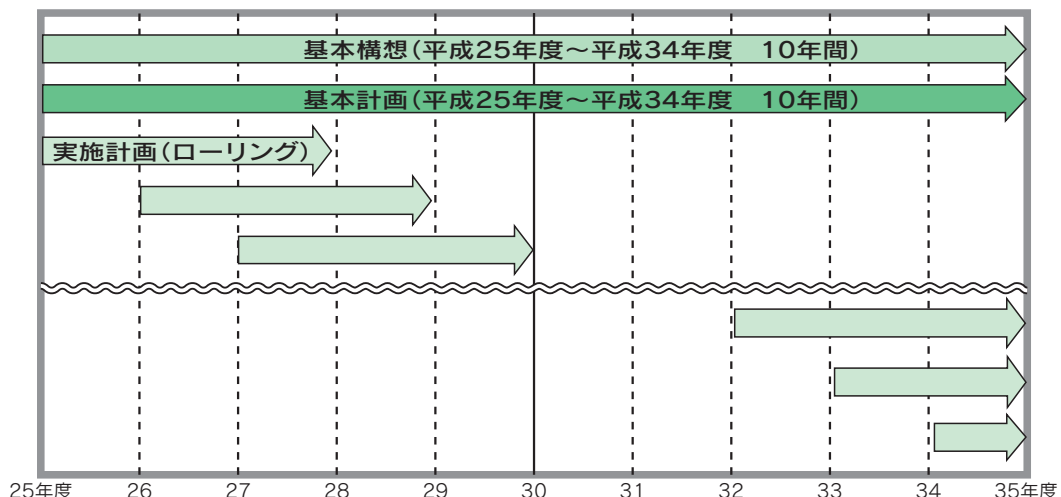 基本構想(平成25年度〜平成34年度　10年間)
基本計画(平成25年度〜平成34年度　10年間)
実施計画(ローリング)
25年度 26 27 28 29 30 31 32 33 34 35年度